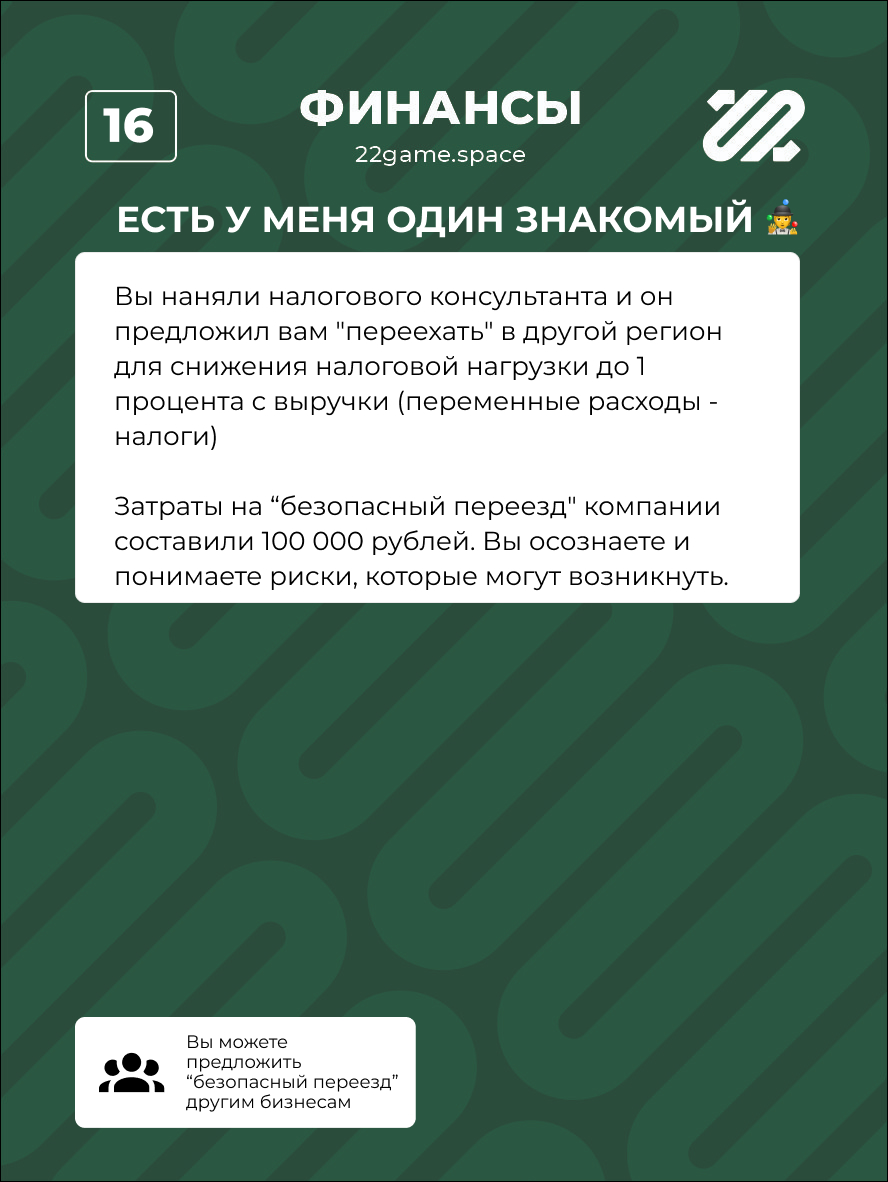 16
ФИНАНСЫ
22game.space
ЕСТЬ У МЕНЯ ОДИН ЗНАКОМЫЙ
Вы наняли налогового консультанта и он
предложил вам "переехать" в другой регион
для снижения налоговой нагрузки до 1
процента с выручки (переменные расходы -
налоги)
Затраты на “безопасный переезд" компании
составили 100 000 рублей. Вы осознаете и
понимаете риски, которые могут возникнуть.
Вы можете
предложить
“безопасный переезд”
другим бизнесам